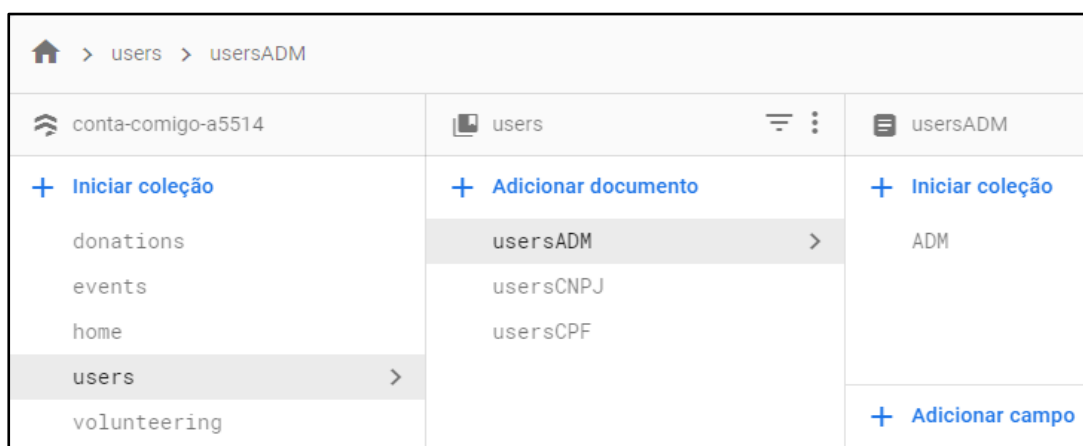 > users > usersADM
conta-comigo-a5514
users
usersADM
+ Iniciar coleção
+ Adicionar documento
+ Iniciar coleção
donations
usersADM >
ADM
events
usersCNPJ
home
usersCPF
users >
volunteering
+ Adicionar campo